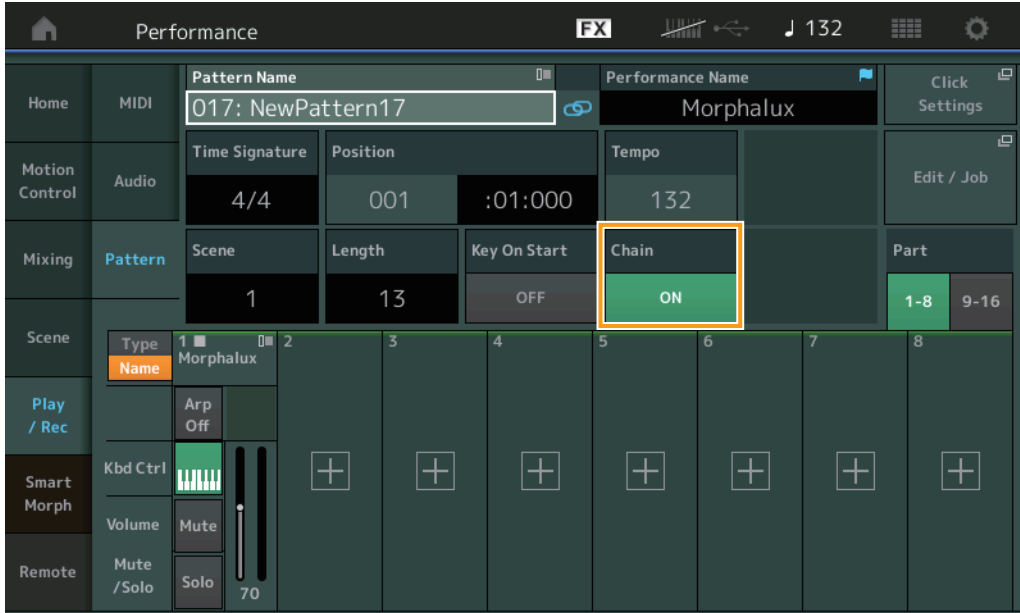 Performance
FX
132
Home
Motion
Control
Mixing
Scene
Play
/ Rec
Smart
Morph
Remote
MIDI
Audio
Pattern
Pattern Name
017: NewPattern17
Performance Name
Morphalux
Click
Settings
Time Signature
4/4
Position
001
:01:000
Tempo
132
Edit / Job
Scene
1
Length
13
Key On Start
OFF
Chain
ON
Part
1-8
9-16
Type
Name
1
Morphalux
2
3
4
5
6
7
8
Arp
Off
Kbd Ctrl
Volume
Mute
Mute
/Solo
Solo
70